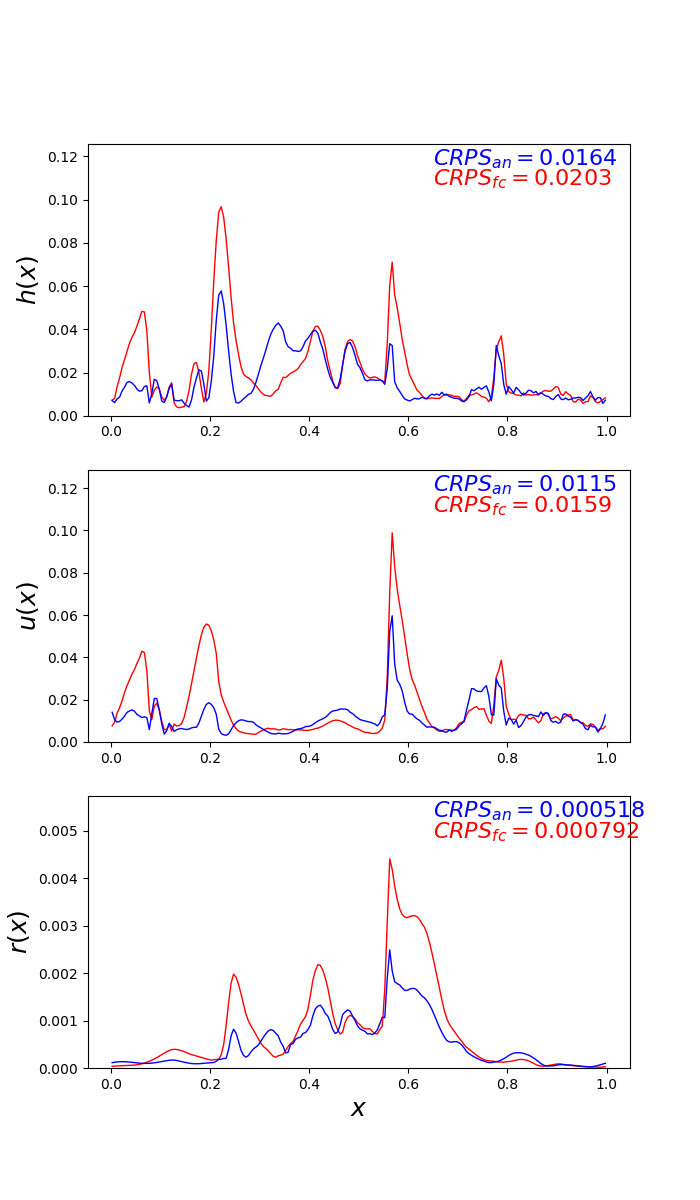 0.12
0.10
0.08
0.06
0.04
0.02
0.00
h(x)
CRPS_an = 0.0164
CRPS_fc = 0.0203
0.0 0.2 0.4 0.6 0.8 1.0
0.12
0.10
0.08
0.06
0.04
0.02
0.00
u(x)
CRPS_an = 0.0115
CRPS_fc = 0.0159
0.0 0.2 0.4 0.6 0.8 1.0
0.005
0.004
0.003
0.002
0.001
0.000
r(x)
CRPS_an = 0.000518
CRPS_fc = 0.000792
0.0 0.2 0.4 0.6 0.8 1.0
x